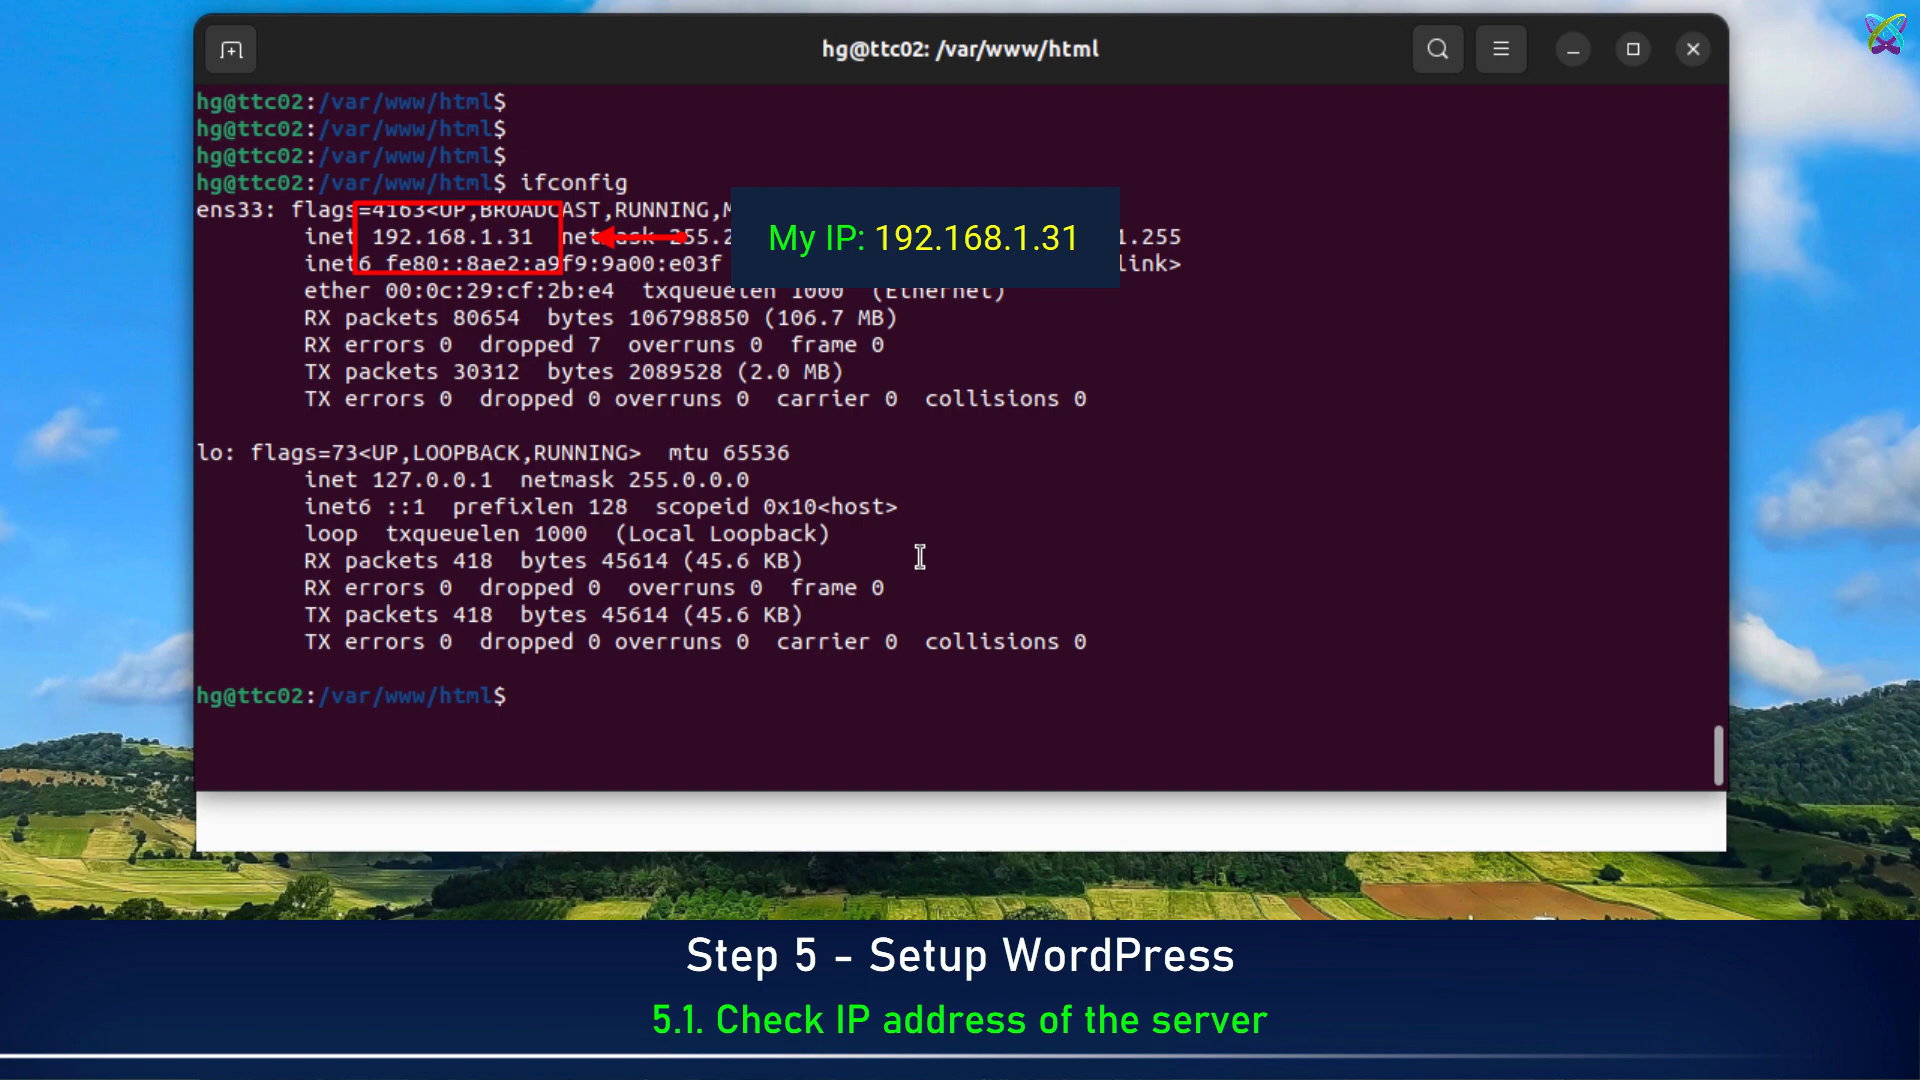 hg@ttc02: /var/www/html
hg@ttc02:/var/www/html$
hg@ttc02:/var/www/html$
hg@ttc02:/var/www/html$
hg@ttc02:/var/www/html$ ifconfig
ens33: flags=4163<UP,BROADCAST,RUNNING,M
inet 192.168.1.31 netmask 255.2 1.255
My IP: 192.168.1.31
inet6 fe80::8ae2:a9f9:9a00:e03f link>
ether 00:0c:29:cf:2b:e4 txqueuelen 1000 (Ethernet)
RX packets 80654 bytes 106798850 (106.7 MB)
RX errors 0 dropped 7 overruns 0 frame 0
TX packets 30312 bytes 2089528 (2.0 MB)
TX errors 0 dropped 0 overruns 0 carrier 0 collisions 0
lo: flags=73<UP,LOOPBACK,RUNNING> mtu 65536
inet 127.0.0.1 netmask 255.0.0.0
inet6 ::1 prefixlen 128 scopeid 0x10<host>
loop txqueuelen 1000 (Local Loopback)
RX packets 418 bytes 45614 (45.6 KB)
RX errors 0 dropped 0 overruns 0 frame 0
TX packets 418 bytes 45614 (45.6 KB)
TX errors 0 dropped 0 overruns 0 carrier 0 collisions 0
hg@ttc02:/var/www/html$
Step 5 - Setup WordPress
5.1. Check IP address of the server